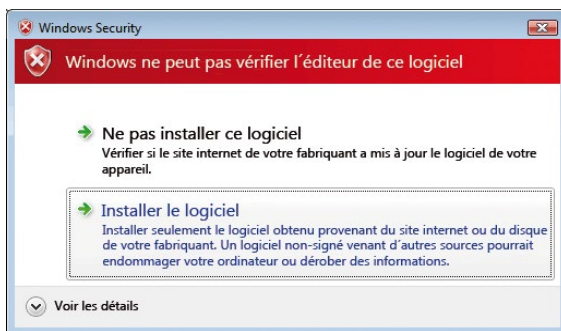 Windows Security
Windows ne peut pas vérifier l´éditeur de ce logiciel
Ne pas installer ce logiciel
Vérifier si le site internet de votre fabriquant a mis à jour le logiciel de votre
appareil.
Installer le logiciel
Installer seulement le logiciel obtenu provenant du site internet ou du disque
de votre fabriquant. Un logiciel non-signé venant d´autres sources pourrait
endommager votre ordinateur ou dérober des informations.
Voir les détails